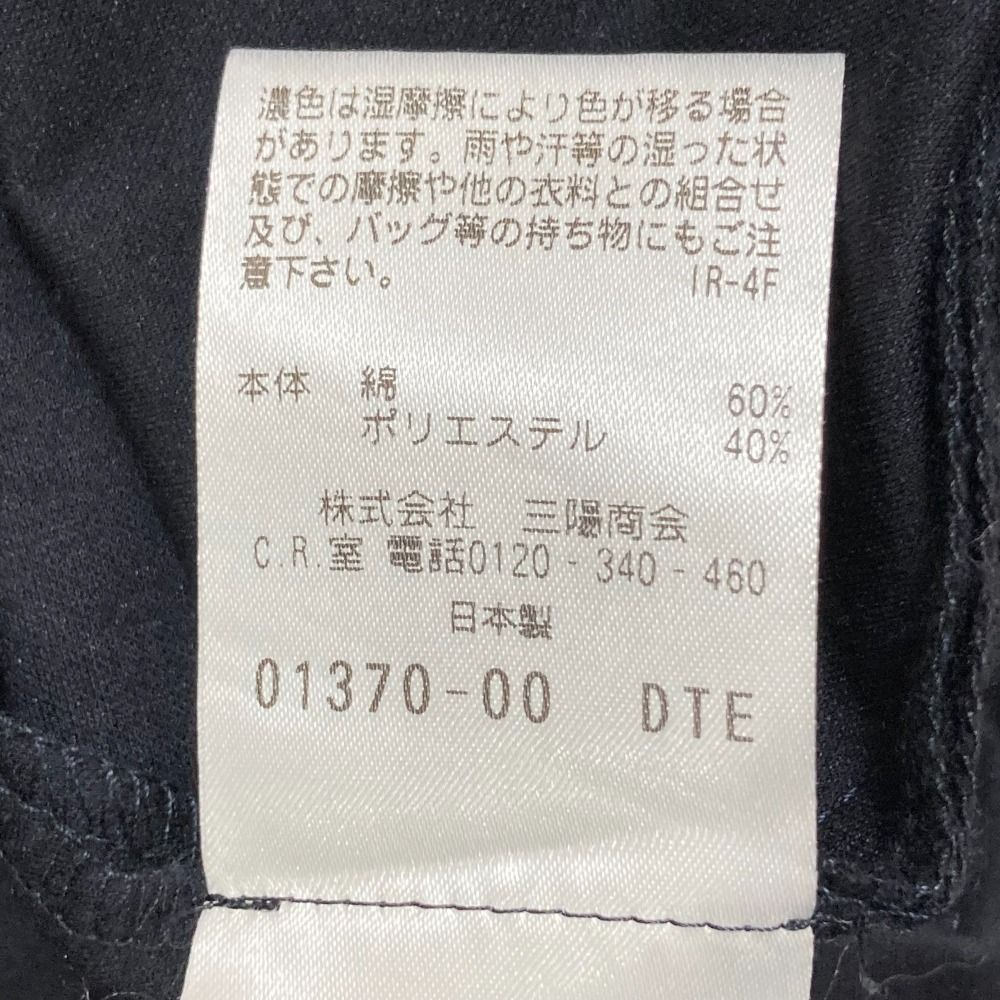 濃色は湿摩擦により色が移る場合
があります。雨や汗等の湿った状
態での摩擦や他の衣料との組合せ
及び、バッグ等の持ち物にもご注
意下さい。 IR-4F
本体 綿 60%
ポリエステル 40%
株式会社 三陽商会
C.R.室 電話0120-340-460
日本製
01370-00 DTE